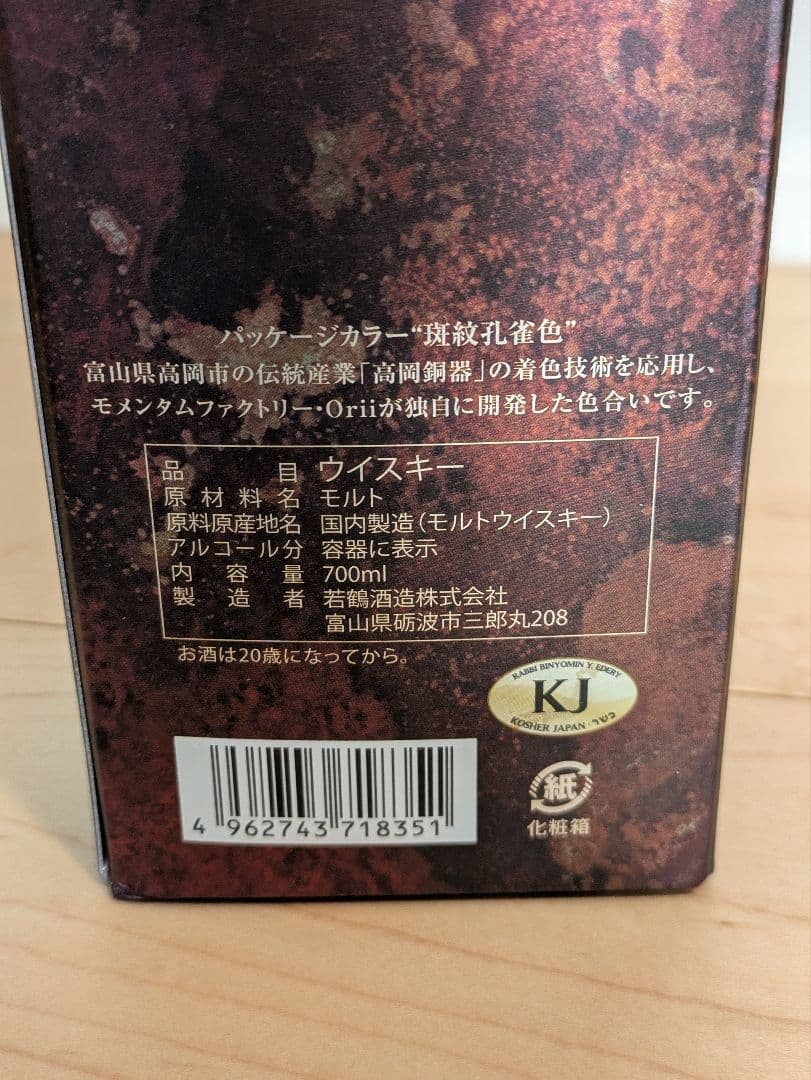 パッケージカラー“斑紋孔雀色”
富山県高岡市の伝統産業「高岡銅器」の着色技術を応用し、
モメンタムファクトリー・Oriiが独自に開発した色合いです。
品目 ウイスキー
原材料名 モルト
原料原産地名 国内製造（モルトウイスキー）
アルコール分 容器に表示
内容量 700ml
製造者 若鶴酒造株式会社
富山県砺波市三郎丸208
お酒は20歳になってから。
RABBI BINYOMIN Y. EDERY
KJ
KOSHER JAPAN · כשר
紙
化粧箱
4 962743 718351